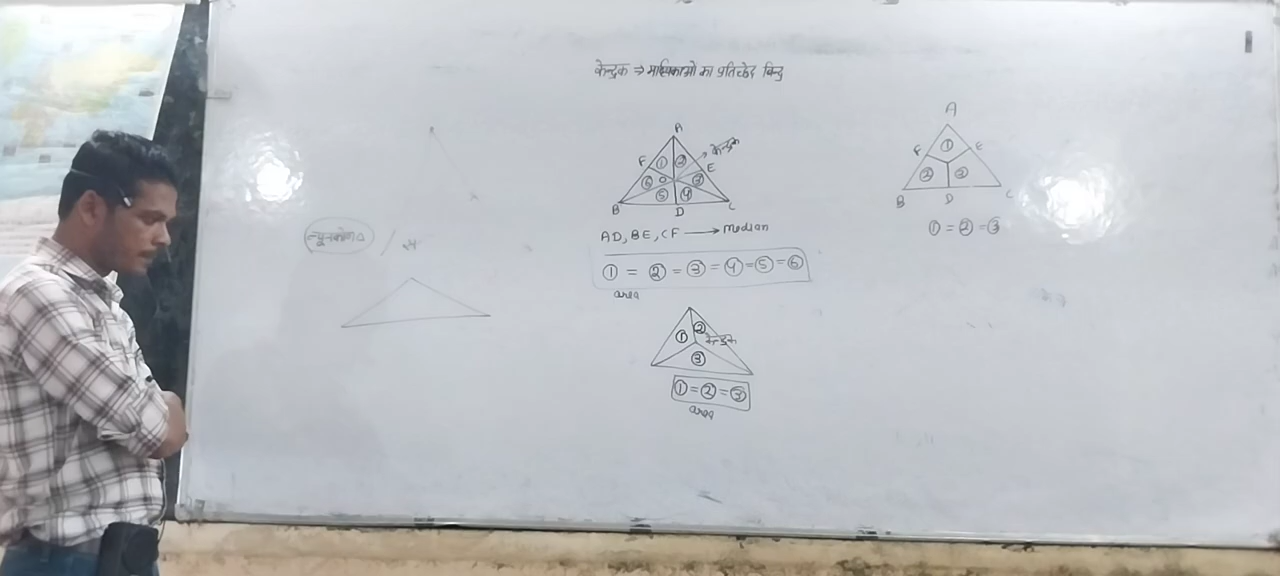 केन्द्रक ⇒ माध्यिकाओं का प्रतिच्छेद बिन्दु
A
केन्द्रक
F ① ② E
⑥ O ③
⑤ ④
B D C
AD, BE, CF → median
① = ② = ③ = ④ = ⑤ = ⑥
area
① ② केन्द्रक
③
① = ② = ③
area
A
F ① E
② ②
B D C
① = ② = ③
न्यूनकोण Δ /